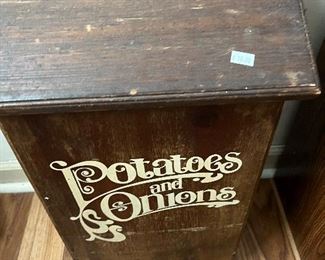 Potatoes
and
Onions